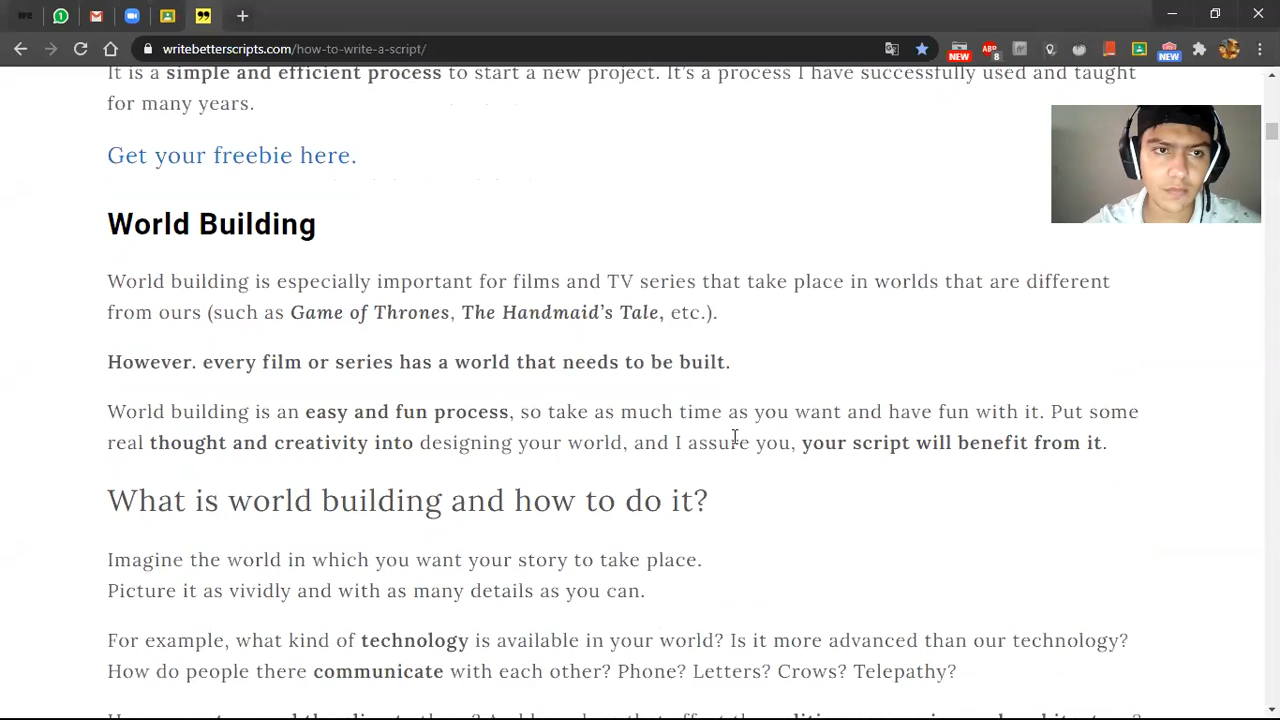 writebetterscripts.com/how-to-write-a-script/
NEW
ABP
8
NEW
It is a simple and efficient process to start a new project. It's a process I have successfully used and taught
for many years.
Get your freebie here.
World Building
World building is especially important for films and TV series that take place in worlds that are different
from ours (such as Game of Thrones, The Handmaid's Tale, etc.).
However. every film or series has a world that needs to be built.
World building is an easy and fun process, so take as much time as you want and have fun with it. Put some
real thought and creativity into designing your world, and I assure you, your script will benefit from it.
What is world building and how to do it?
Imagine the world in which you want your story to take place.
Picture it as vividly and with as many details as you can.
For example, what kind of technology is available in your world? Is it more advanced than our technology?
How do people there communicate with each other? Phone? Letters? Crows? Telepathy?